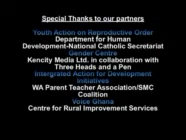 Special Thanks to our partners
Youth Action on Reproductive Order
Department for Human
Development-National Catholic Secretariat
Gender Centre
Kencity Media Ltd. in collaboration with
Three Heads and a Pen
Intergrated Action for Development
Initiatives
WA Parent Teacher Association/SMC
Coalition
Voice Ghana
Centre for Rural Improvement Services